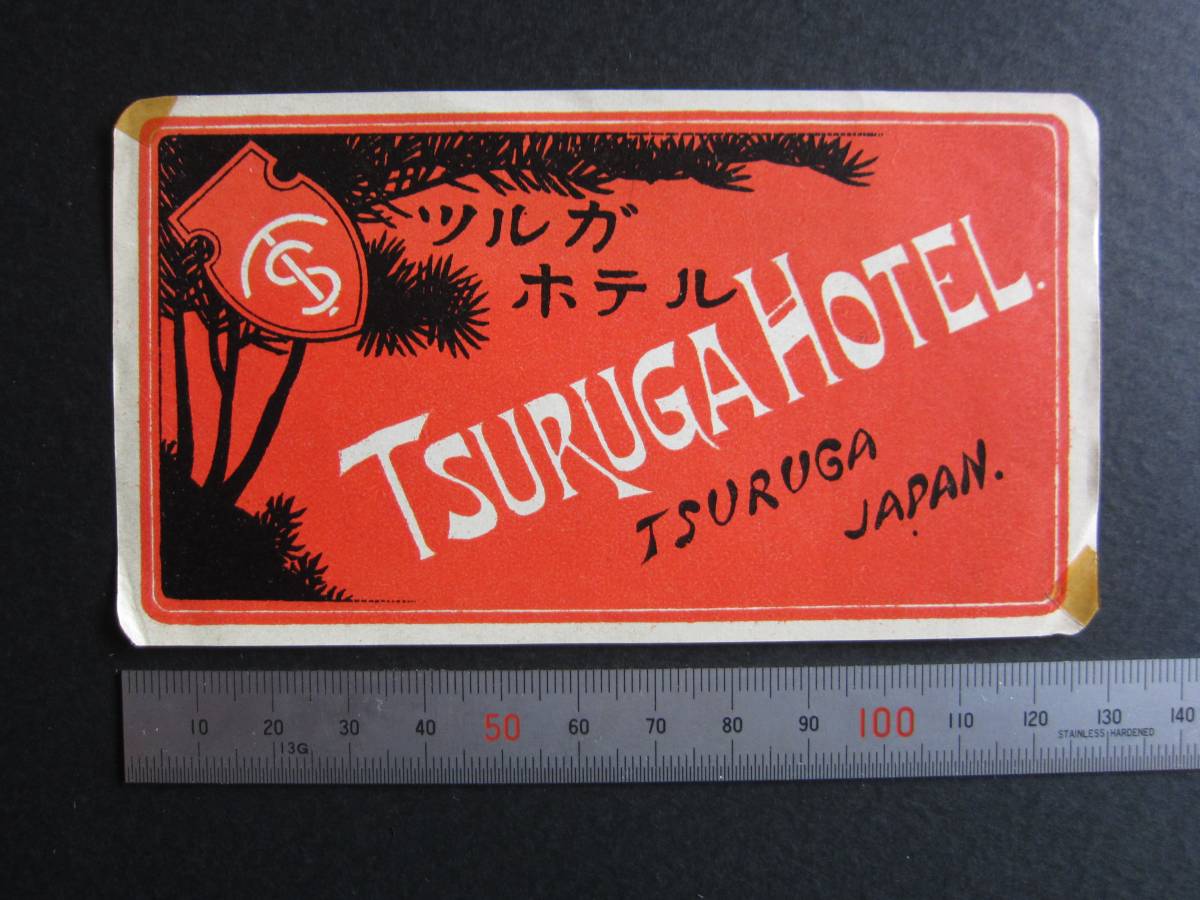 ツルガ
ホテル
TSURUGA HOTEL.
TSURUGA
JAPAN.
10 20 30 40 50 60 70 80 90 100 110 120 130 140
13G
STAINLESS HARDENED